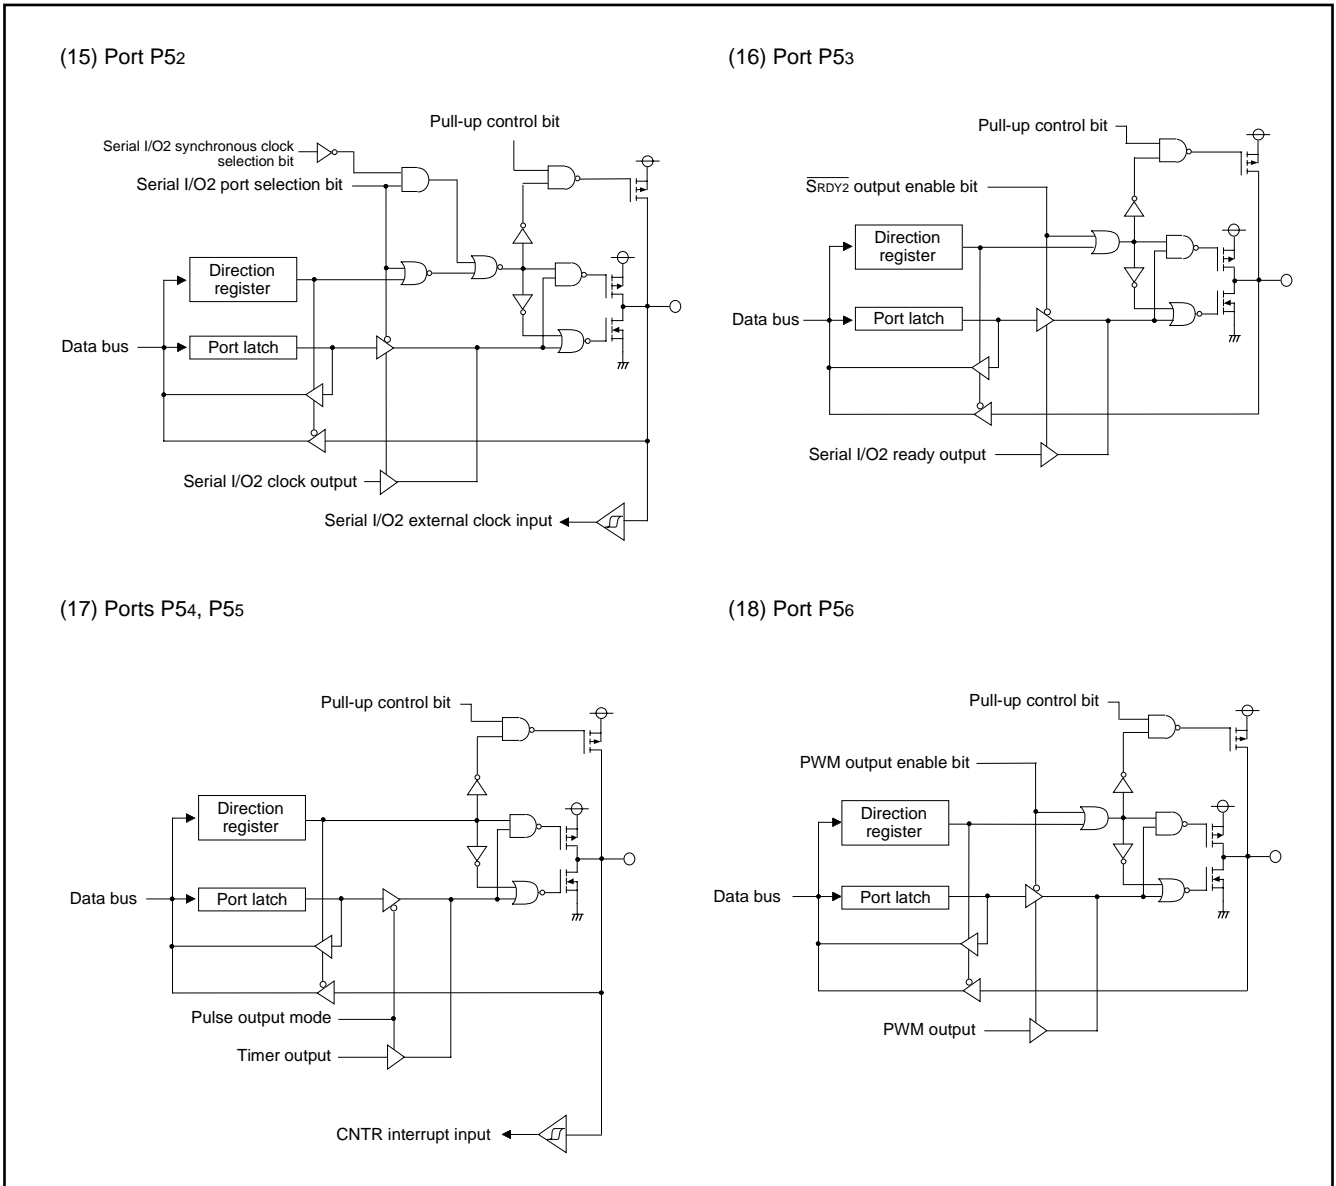 (15) Port P52
Pull-up control bit
Serial I/O2 synchronous clock
selection bit
Serial I/O2 port selection bit
Direction
register
Data bus
Port latch
Serial I/O2 clock output
Serial I/O2 external clock input
(16) Port P53
Pull-up control bit
SRDY2 output enable bit
Direction
register
Data bus
Port latch
Serial I/O2 ready output
(17) Ports P54, P55
Pull-up control bit
Direction
register
Data bus
Port latch
Pulse output mode
Timer output
CNTR interrupt input
(18) Port P56
Pull-up control bit
PWM output enable bit
Direction
register
Data bus
Port latch
PWM output